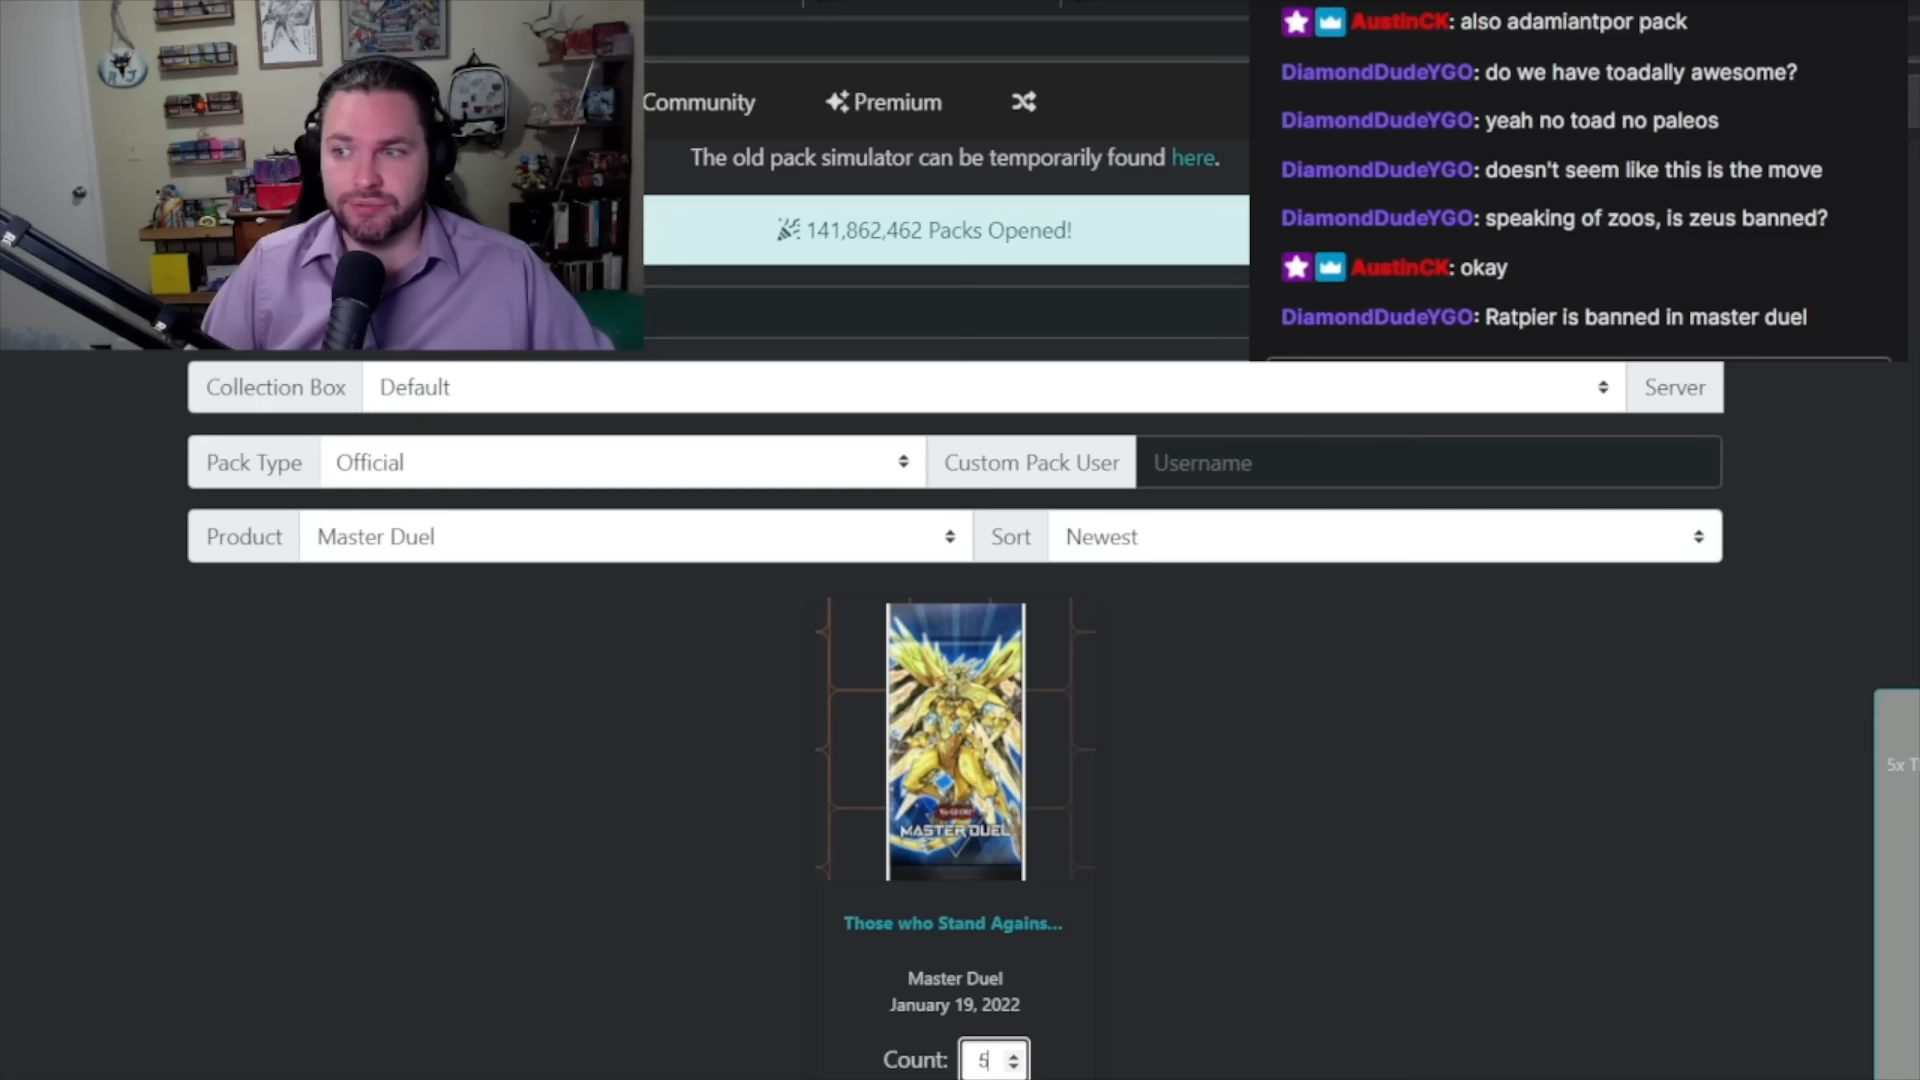 AustinCK: also adamiantpor pack
DiamondDudeYGO: do we have toadally awesome?
DiamondDudeYGO: yeah no toad no paleos
DiamondDudeYGO: doesn't seem like this is the move
DiamondDudeYGO: speaking of zoos, is zeus banned?
AustinCK: okay
DiamondDudeYGO: Ratpier is banned in master duel
Community Premium
The old pack simulator can be temporarily found here.
141,862,462 Packs Opened!
Collection Box Default Server
Pack Type Official Custom Pack User Username
Product Master Duel Sort Newest
MASTER DUEL
Those who Stand Agains...
Master Duel
January 19, 2022
Count: 5
5x T